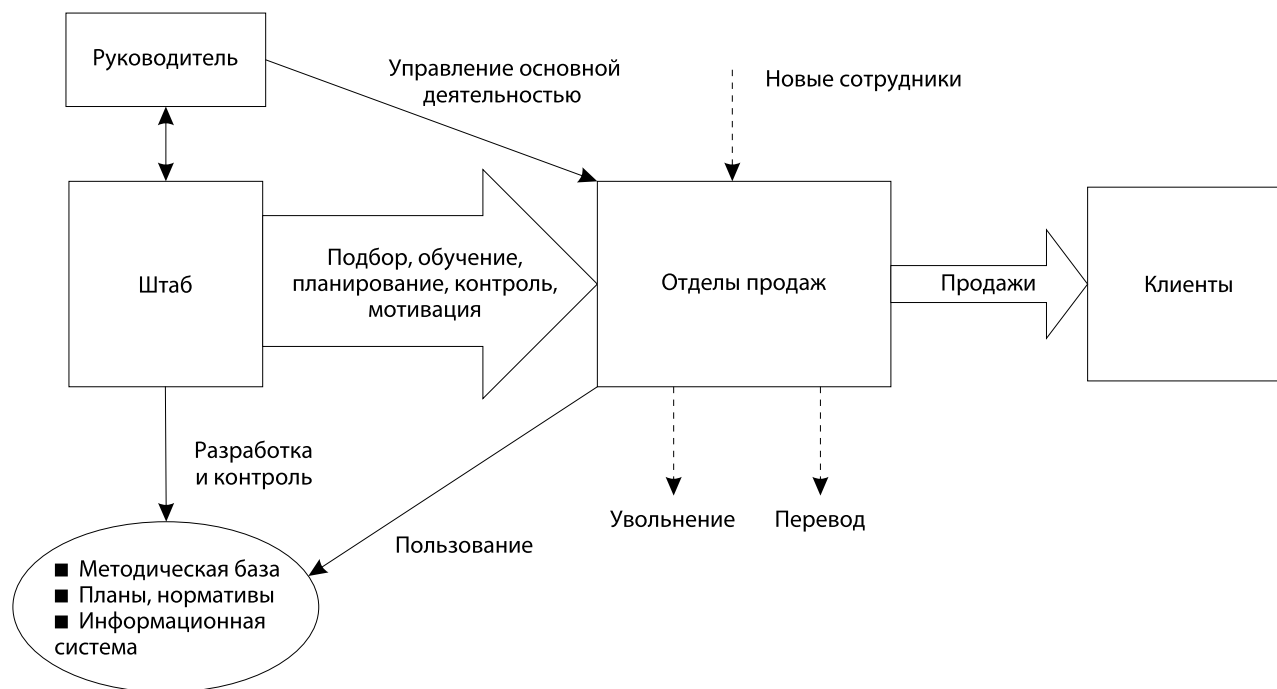 Руководитель
Управление основной
деятельностью
Новые сотрудники
Штаб
Подбор, обучение,
планирование, контроль,
мотивация
Отделы продаж
Продажи
Клиенты
Разработка
и контроль
Увольнение
Перевод
Пользование
■ Методическая база
■ Планы, нормативы
■ Информационная
система